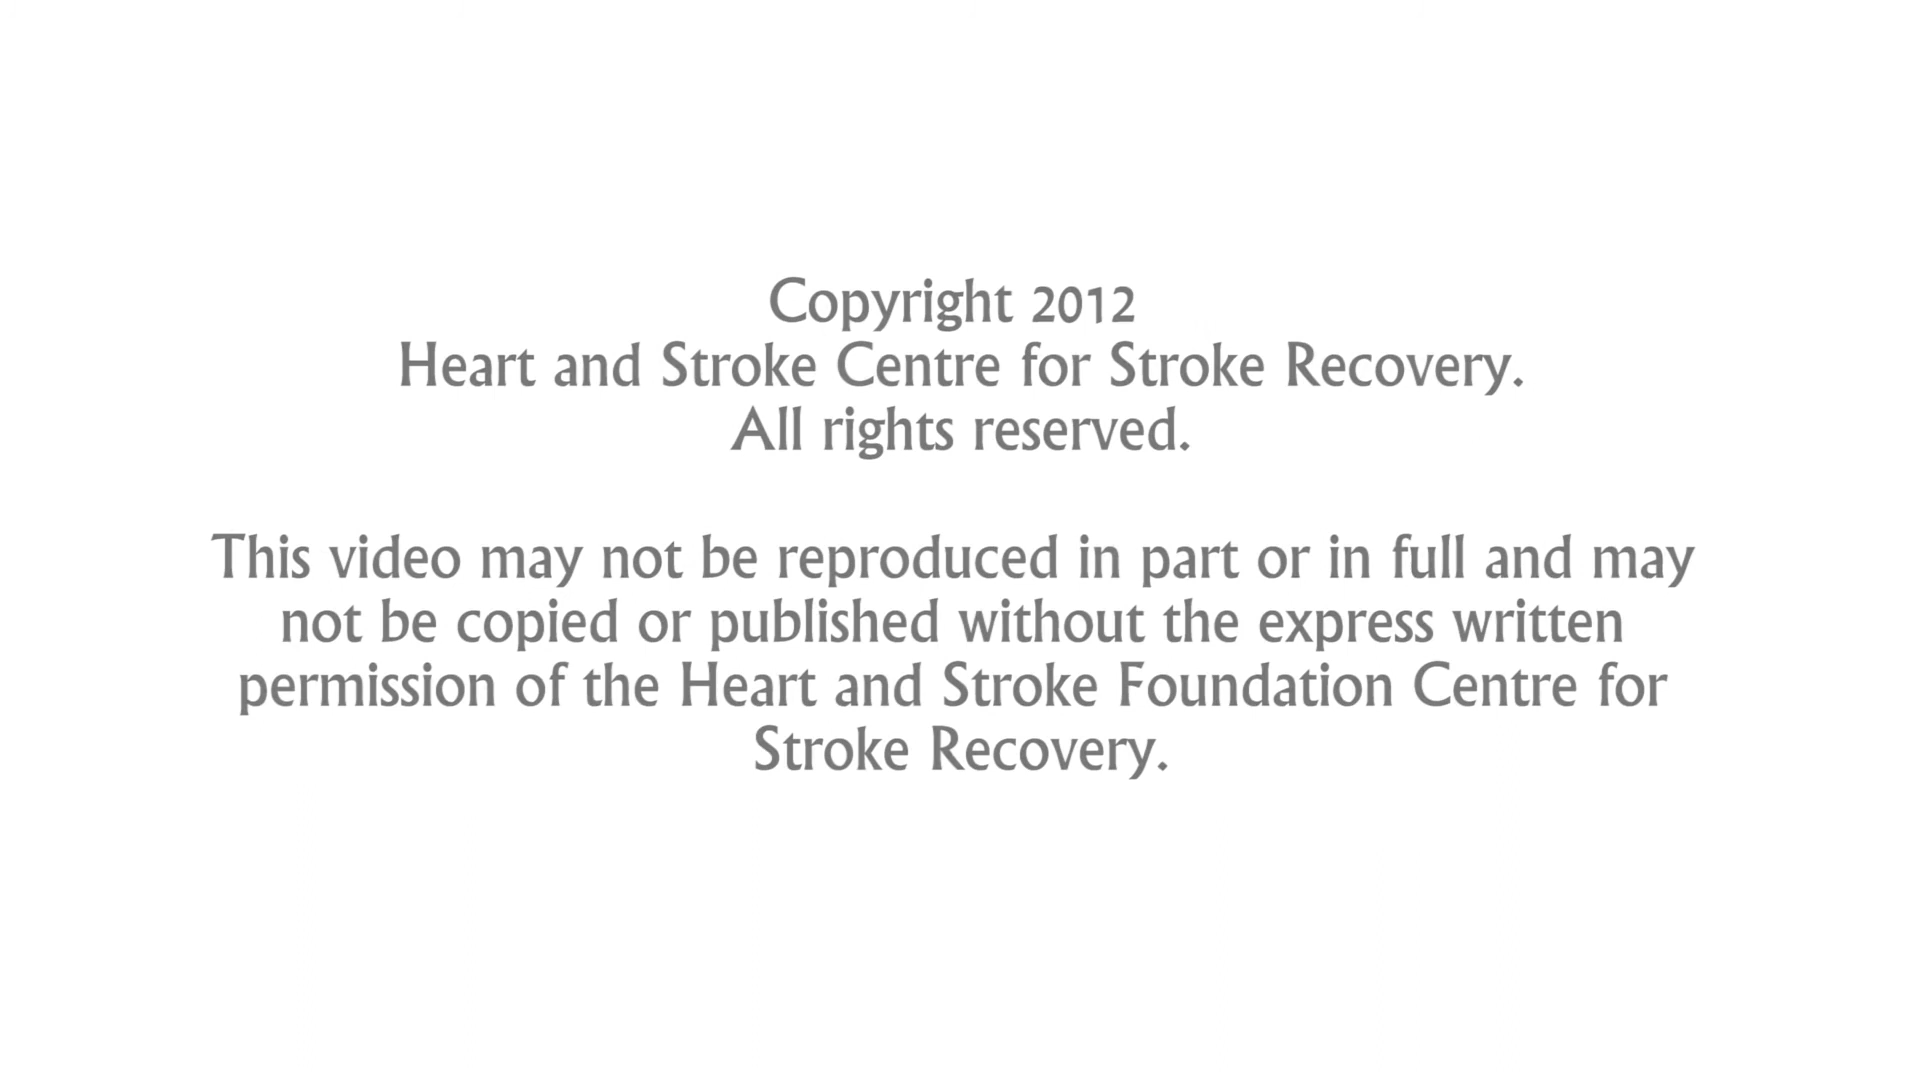 Copyright 2012
Heart and Stroke Centre for Stroke Recovery.
All rights reserved.
This video may not be reproduced in part or in full and may
not be copied or published without the express written
permission of the Heart and Stroke Foundation Centre for
Stroke Recovery.